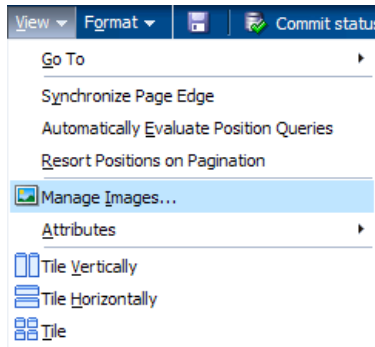 View Format Commit status
Go To
Synchronize Page Edge
Automatically Evaluate Position Queries
Resort Positions on Pagination
Manage Images...
Attributes
Tile Vertically
Tile Horizontally
Tile